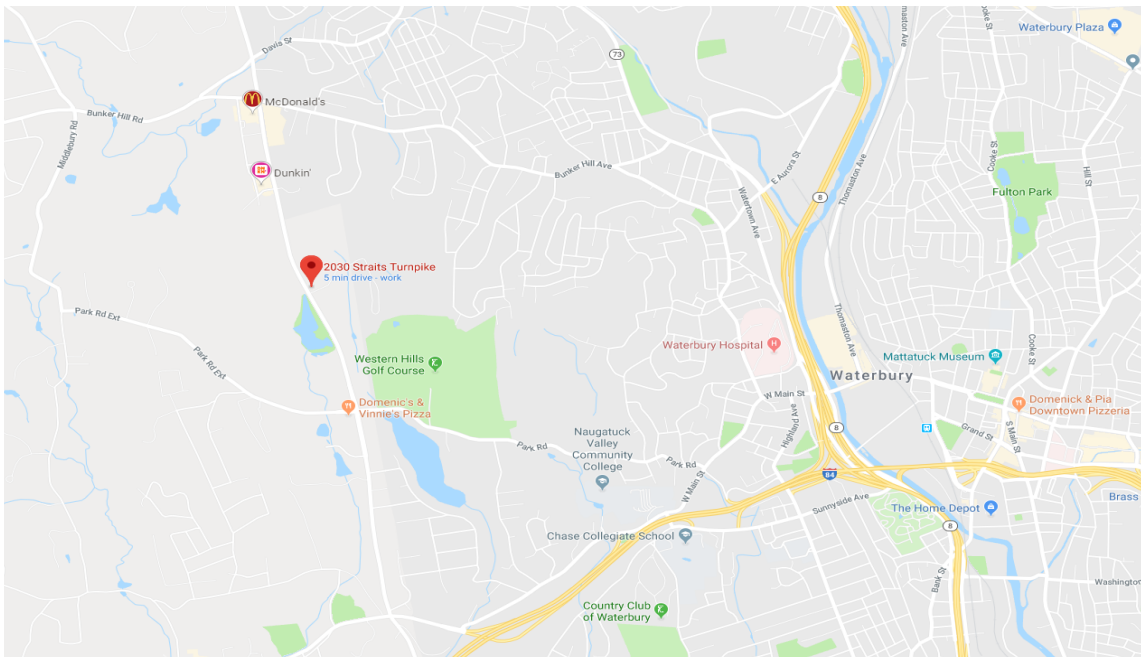 Waterbury Plaza
Cooke St
Thomaston Ave
Davis St
73
McDonald's
Bunker Hill Rd
Middlebury Rd
Dunkin'
Bunker Hill Ave
E Aurora St
Thomaston Ave
Cooke St
Hill St
Watertown Ave
8
Fulton Park
2030 Straits Turnpike
5 min drive - work
Park Rd Ext
Park Rd Ext
Western Hills
Golf Course
Waterbury Hospital
H
Thomaston Ave
Cooke St
Mattatuck Museum
Waterbury
Domenic's &
Vinnie's Pizza
W Main St
Highland Ave
8
Domenick & Pia
Downtown Pizzeria
Grand St
S Main St
Naugatuck
Valley
Community
College
Park Rd
Park Rd
W Main St
84
Sunnyside Ave
Brass
The Home Depot
8
Chase Collegiate School
Bank St
Washington
Country Club
of Waterbury